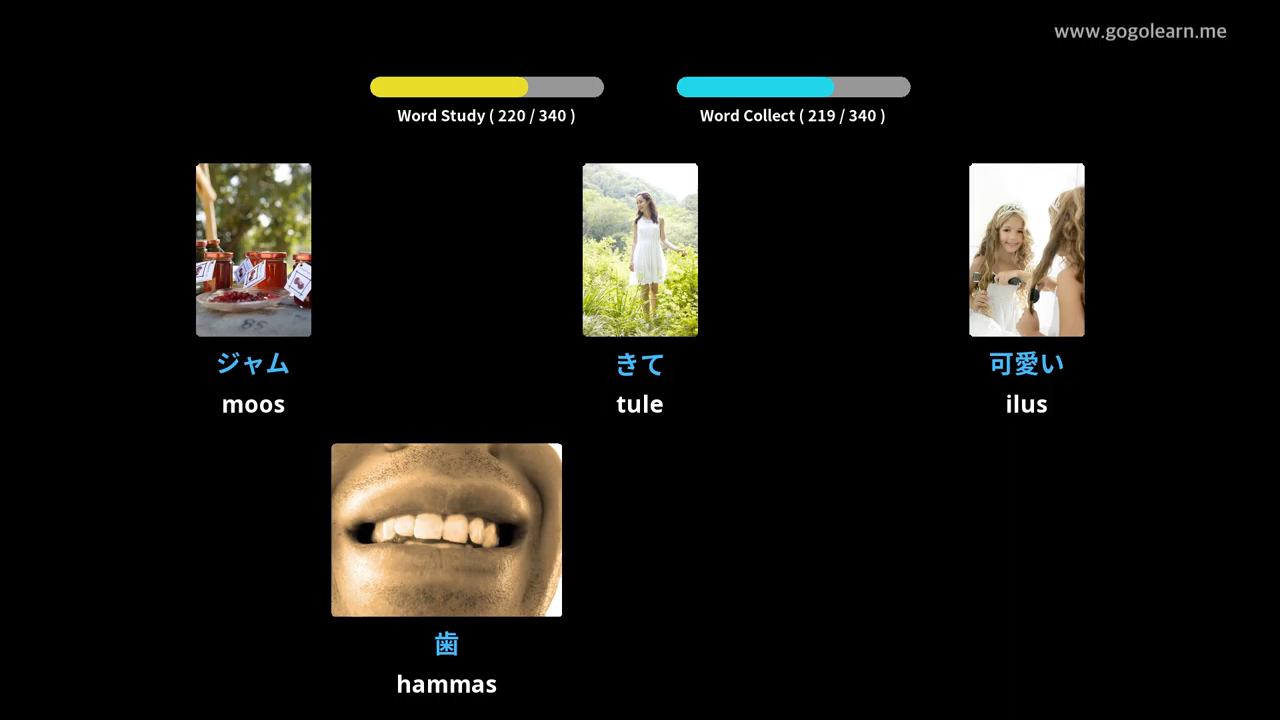 www.gogolearn.me
Word Study ( 220 / 340 )
Word Collect ( 219 / 340 )
ジャム
moos
きて
tule
可愛い
ilus
歯
hammas